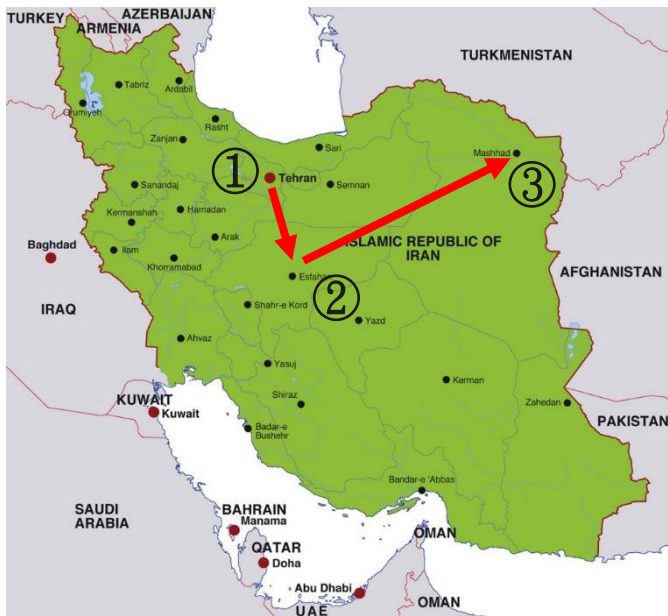 TURKEY
AZERBAIJAN
ARMENIA
TURKMENISTAN
Tabriz
Ardabil
Orumiyeh
Rasht
Zanjan
Sari
Mashhad
①
Tehran
Semnan
③
Sanandaj
Hamadan
Kermanshah
Arak
ISLAMIC REPUBLIC OF
IRAN
Baghdad
Ilam
Khorramabad
Esfahan
AFGHANISTAN
②
IRAQ
Shahr-e Kord
Yazd
Ahvaz
Yasuj
Kerman
KUWAIT
Kuwait
Shiraz
Zahedan
PAKISTAN
Badar-e
Bushehr
Bandar-e 'Abbas
SAUDI
ARABIA
BAHRAIN
Manama
OMAN
QATAR
Doha
Abu Dhabi
OMAN
UAE